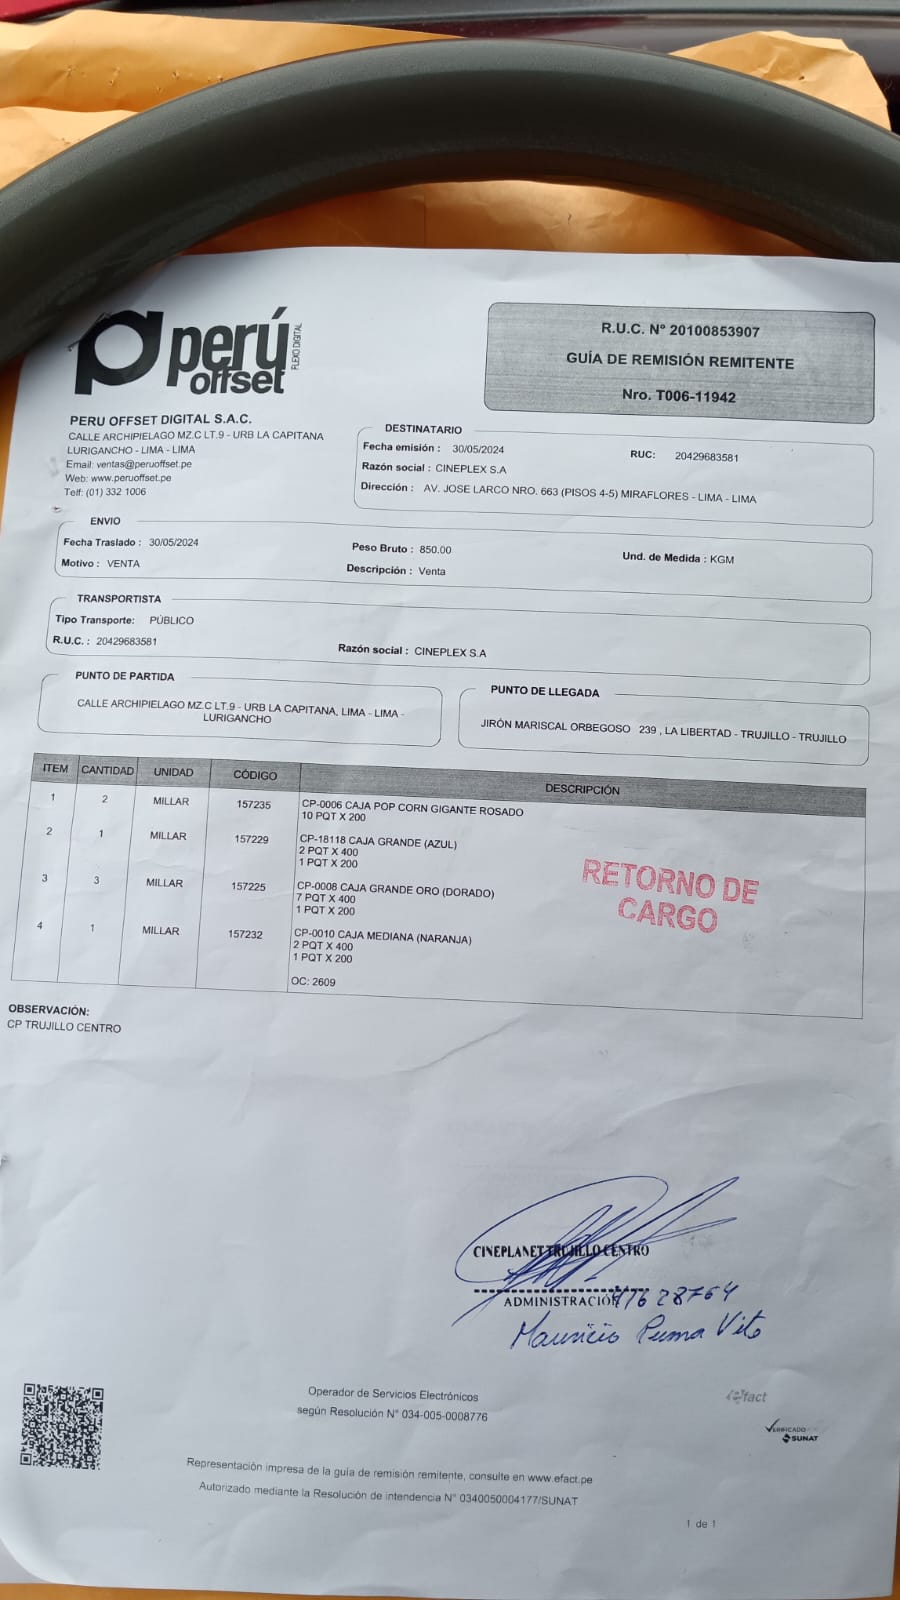 perú
offset
FLEXO DIGITAL
R.U.C. N° 20100853907
GUÍA DE REMISIÓN REMITENTE
Nro. T006-11942
PERU OFFSET DIGITAL S.A.C.
CALLE ARCHIPIELAGO MZ.C LT.9 - URB LA CAPITANA
LURIGANCHO - LIMA - LIMA
Email: ventas@peruoffset.pe
Web: www.peruoffset.pe
Telf: (01) 332 1006
DESTINATARIO
Fecha emisión : 30/05/2024
RUC: 20429683581
Razón social : CINEPLEX S.A
Dirección : AV. JOSE LARCO NRO. 663 (PISOS 4-5) MIRAFLORES - LIMA - LIMA
ENVIO
Fecha Traslado : 30/05/2024
Peso Bruto : 850.00
Und. de Medida : KGM
Motivo : VENTA
Descripción : Venta
TRANSPORTISTA
Tipo Transporte: PÚBLICO
R.U.C. : 20429683581
Razón social : CINEPLEX S.A
PUNTO DE PARTIDA
CALLE ARCHIPIELAGO MZ.C LT.9 - URB LA CAPITANA, LIMA - LIMA -
LURIGANCHO
PUNTO DE LLEGADA
JIRÓN MARISCAL ORBEGOSO 239 , LA LIBERTAD - TRUJILLO - TRUJILLO
ITEM CANTIDAD UNIDAD CÓDIGO DESCRIPCIÓN
1 2 MILLAR 157235 CP-0006 CAJA POP CORN GIGANTE ROSADO
10 PQT X 200
2 1 MILLAR 157229 CP-18118 CAJA GRANDE (AZUL)
2 PQT X 400
1 PQT X 200
3 3 MILLAR 157225 CP-0008 CAJA GRANDE ORO (DORADO)
7 PQT X 400
1 PQT X 200
4 1 MILLAR 157232 CP-0010 CAJA MEDIANA (NARANJA)
2 PQT X 400
1 PQT X 200
OC: 2609
RETORNO DE
CARGO
OBSERVACIÓN:
CP TRUJILLO CENTRO
CINEPLANET TRUJILLO CENTRO
ADMINISTRACIÓN 47628764
Mauricio Puma Vito
Operador de Servicios Electrónicos
según Resolución N° 034-005-0008776
efact
VERIFICADO
SUNAT
Representación impresa de la guía de remisión remitente, consulte en www.efact.pe
Autorizado mediante la Resolución de intendencia N° 0340050004177/SUNAT
1 de 1